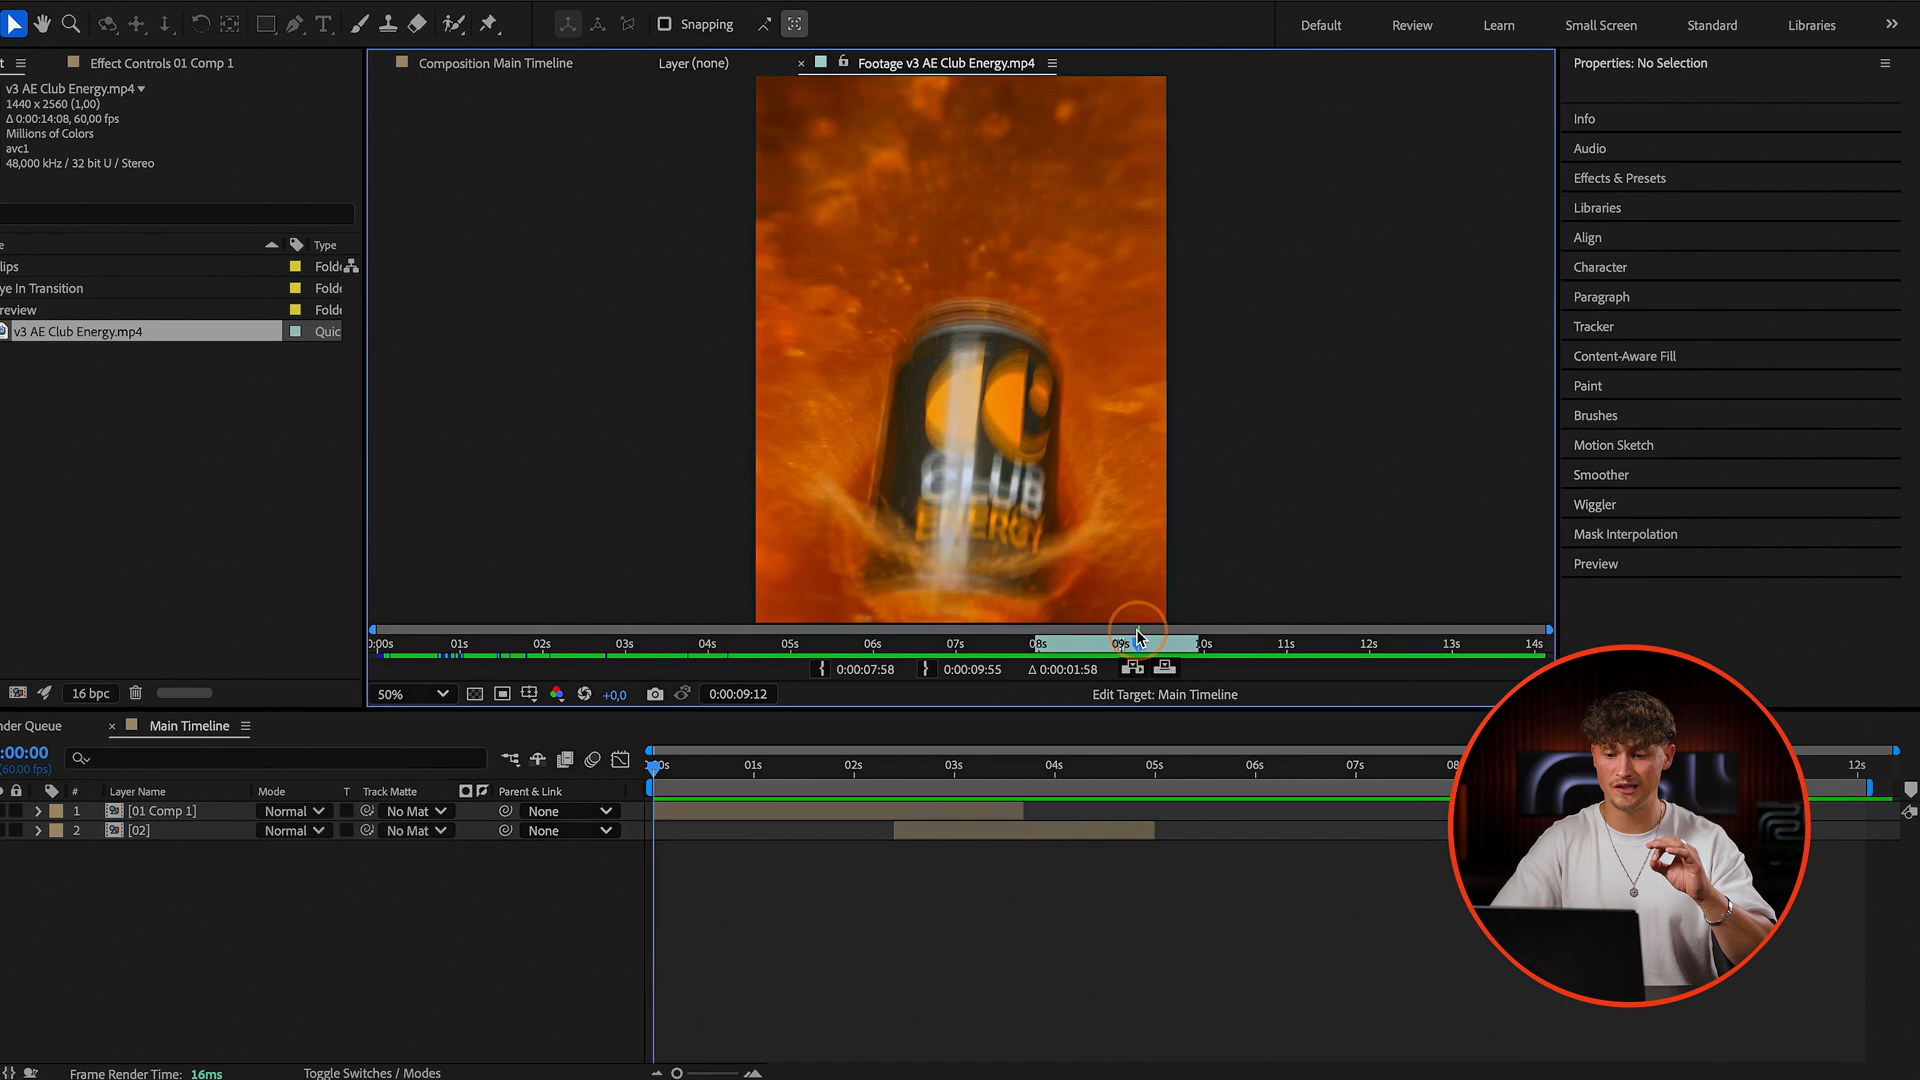 Snapping
Default
Review
Learn
Small Screen
Standard
Libraries
Effect Controls 01 Comp 1
Composition Main Timeline
Layer (none)
Footage v3 AE Club Energy.mp4
Properties: No Selection
v3 AE Club Energy.mp4
1440 x 2560 (1,00)
Δ 0:00:14:08, 60,00 fps
Millions of Colors
avc1
48,000 kHz / 32 bit U / Stereo
Type
lips
ye In Transition
review
v3 AE Club Energy.mp4
Quic
CLUB
ENERGY
Info
Audio
Effects & Presets
Libraries
Align
Character
Paragraph
Tracker
Content-Aware Fill
Paint
Brushes
Motion Sketch
Smoother
Wiggler
Mask Interpolation
Preview
0:00s 01s 02s 03s 04s 05s 06s 07s 08s 09s 10s 11s 12s 13s 14s
0:00:07:58
0:00:09:55
Δ 0:00:01:58
16 bpc
50%
+0,0
0:00:09:12
Edit Target: Main Timeline
nder Queue
Main Timeline
:00:00
(60.00 fps)
01s 02s 03s 04s 05s 06s 07s 12s
#
Layer Name
Mode
T
Track Matte
Parent & Link
1 [01 Comp 1] Normal No Mat None
2 [02] Normal No Mat None
Frame Render Time: 16ms
Toggle Switches / Modes